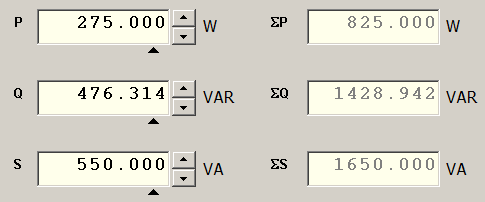 P 275.000 W ΣP 825.000 W
Q 476.314 VAR ΣQ 1428.942 VAR
S 550.000 VA ΣS 1650.000 VA